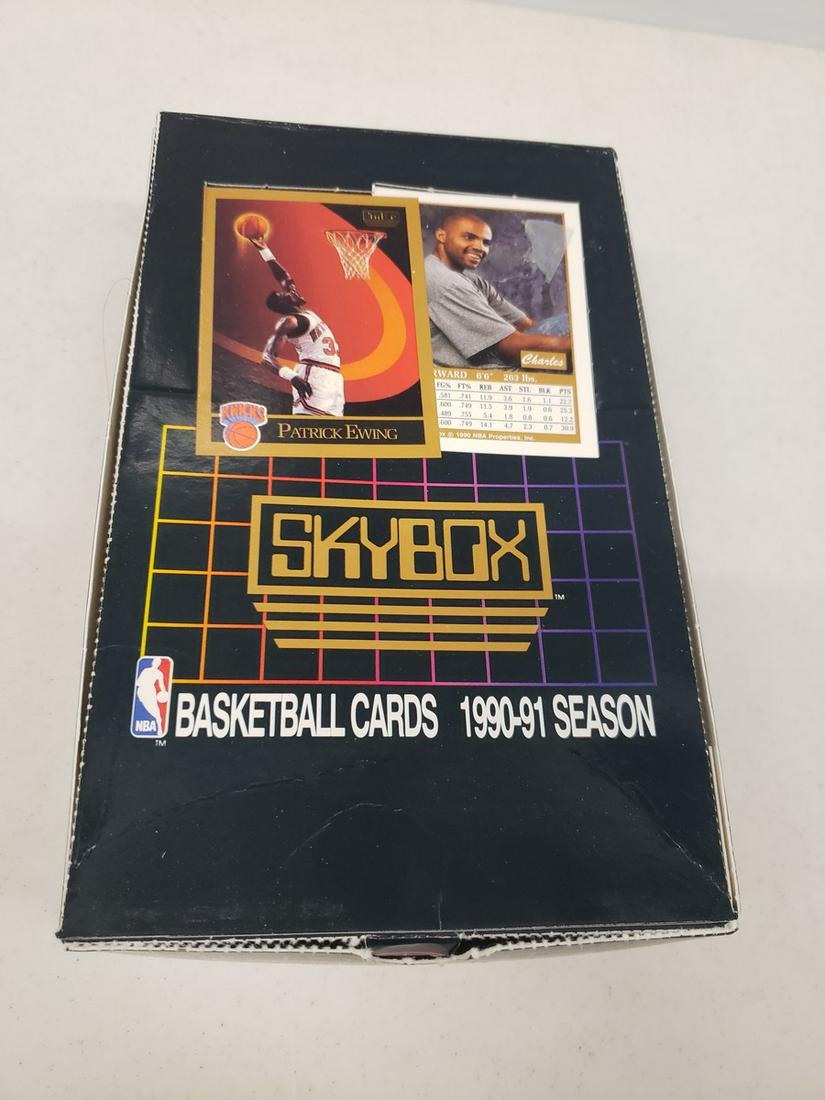 SkyBox
KNICKS
PATRICK EWING
Charles
RWARD 6'6" 263 lbs.
FG% FT% REB AST STL BLK PTS
.581 .741 11.9 3.6 1.6 1.1 22.7
.600 .749 11.5 3.9 1.9 0.6 25.2
.489 .755 5.4 1.8 0.8 0.6 12.2
.600 .749 14.1 4.7 2.3 0.7 30.9
ox © 1990 NBA Properties, Inc.
SKYBOX
TM
NBA
TM
BASKETBALL CARDS 1990-91 SEASON